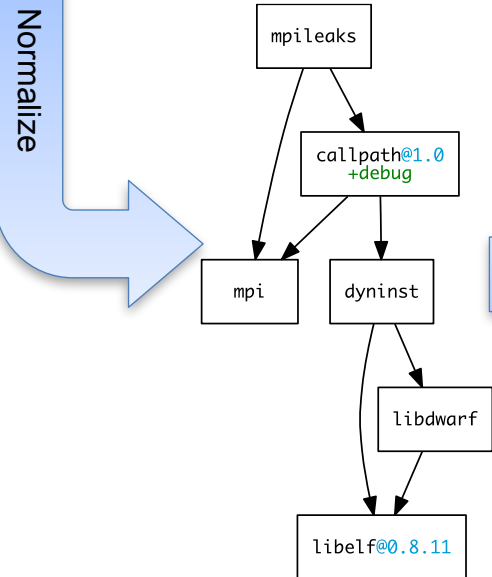 Normalize
mpileaks
callpath@1.0
+debug
mpi
dyninst
libdwarf
libelf@0.8.11